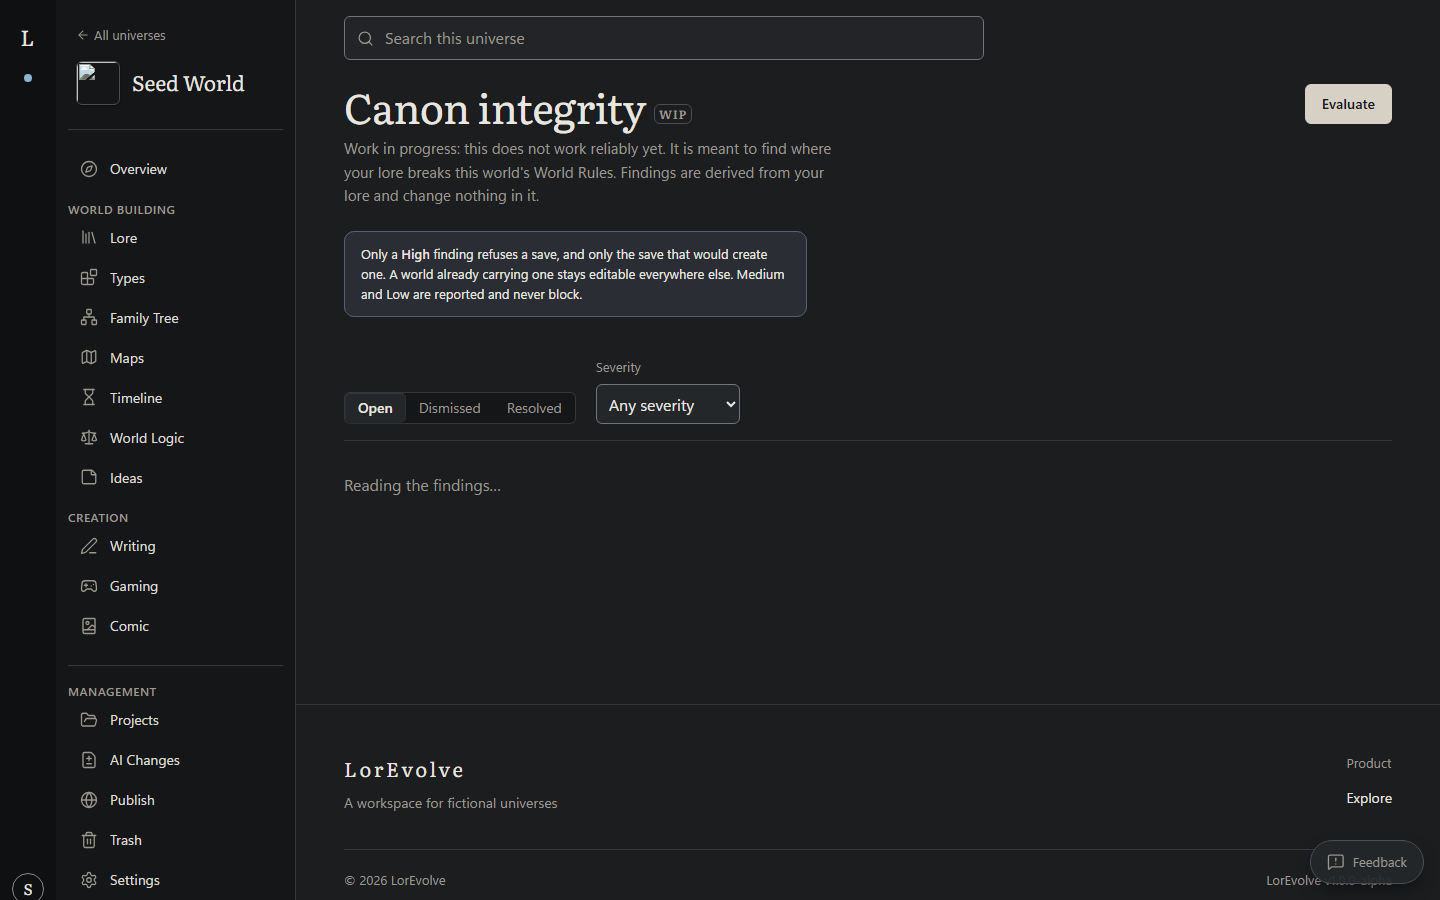 L
All universes
Seed World
Overview
WORLD BUILDING
Lore
Types
Family Tree
Maps
Timeline
World Logic
Ideas
CREATION
Writing
Gaming
Comic
MANAGEMENT
Projects
AI Changes
Publish
Trash
Settings
S
Search this universe
Canon integrity WIP
Evaluate
Work in progress: this does not work reliably yet. It is meant to find where
your lore breaks this world's World Rules. Findings are derived from your
lore and change nothing in it.
Only a High finding refuses a save, and only the save that would create
one. A world already carrying one stays editable everywhere else. Medium
and Low are reported and never block.
Severity
Open Dismissed Resolved
Any severity
Reading the findings…
LorEvolve
A workspace for fictional universes
Product
Explore
Feedback
© 2026 LorEvolve
LorEvolve